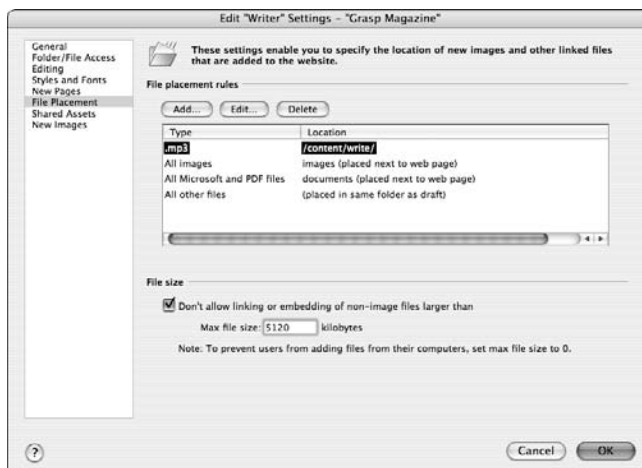 Edit "Writer" Settings - "Grasp Magazine"
General
Folder/File Access
Editing
Styles and Fonts
New Pages
File Placement
Shared Assets
New Images
These settings enable you to specify the location of new images and other linked files
that are added to the website.
File placement rules
Add... Edit... Delete
Type Location
.mp3 /content/write/
All images images (placed next to web page)
All Microsoft and PDF files documents (placed next to web page)
All other files (placed in same folder as draft)
File size
Don't allow linking or embedding of non-image files larger than
Max file size: 5120 kilobytes
Note: To prevent users from adding files from their computers, set max file size to 0.
? Cancel OK